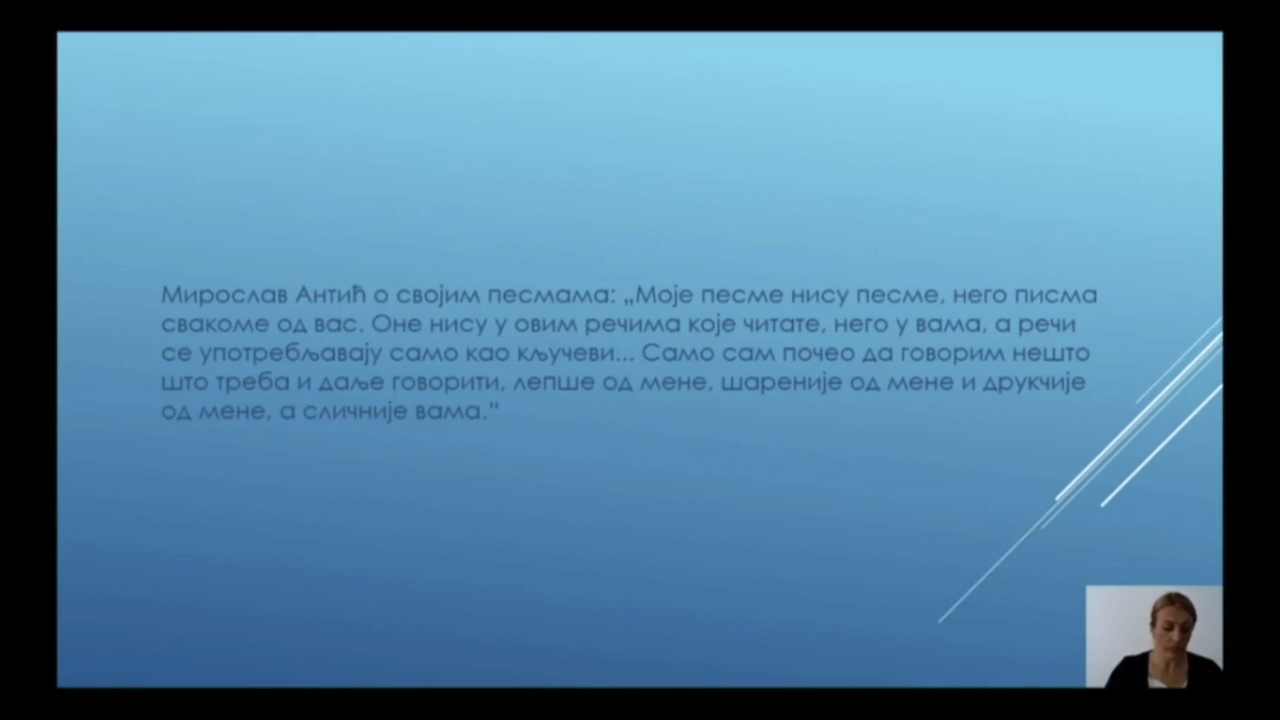 Мирослав Антић о својим песмама: „Моје песме нису песме, него писма
свакоме од вас. Оне нису у овим речима које читате, него у вама, а речи
се употребљавају само као кључеви... Само сам почео да говорим нешто
што треба и даље говорити, лепше од мене, шареније од мене и друкчије
од мене, а сличније вама.“